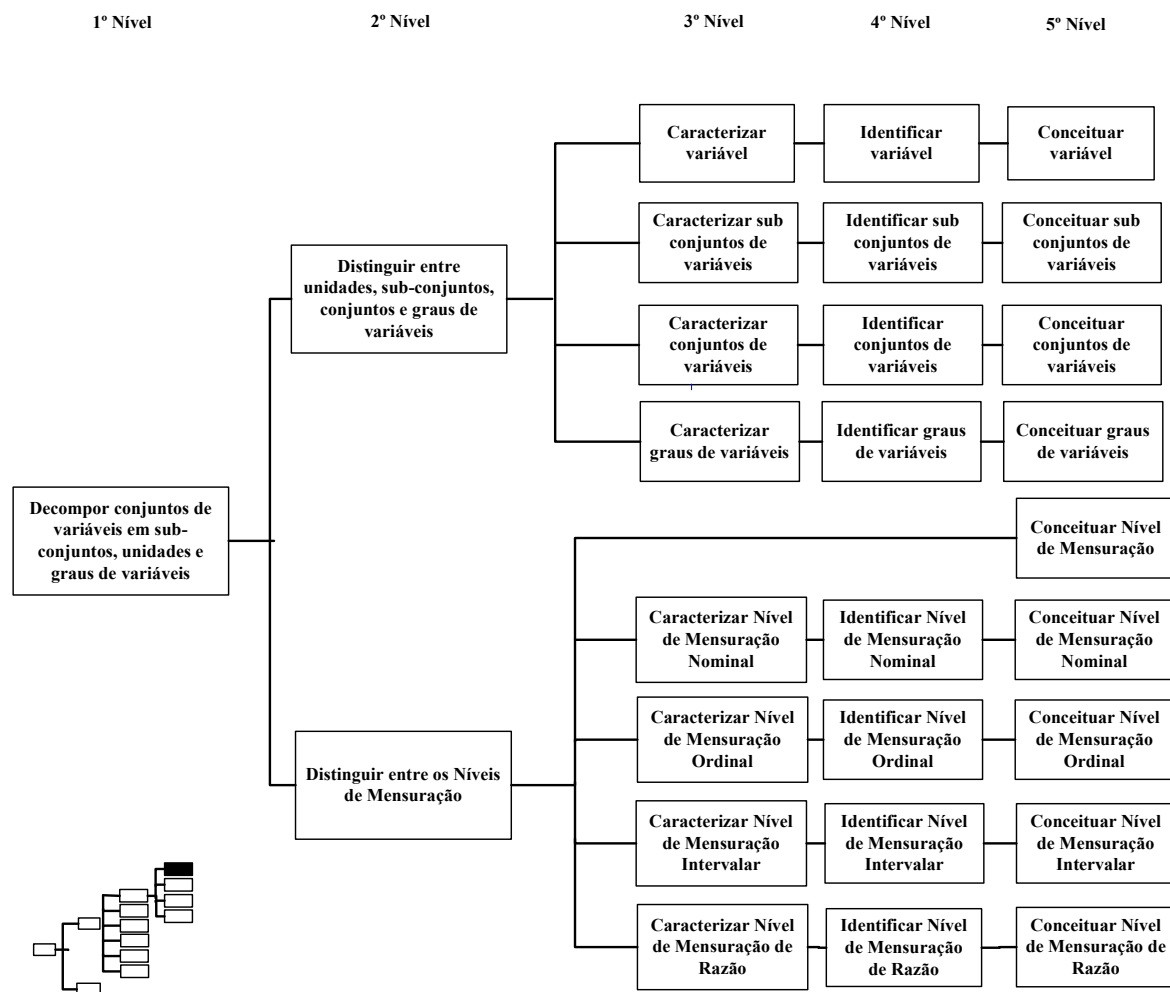 1º Nível
2º Nível
3º Nível
4º Nível
5º Nível
Caracterizar
variável
Identificar
variável
Conceituar
variável
Caracterizar sub
conjuntos de
variáveis
Identificar sub
conjuntos de
variáveis
Conceituar sub
conjuntos de
variáveis
Distinguir entre
unidades, sub-conjuntos,
conjuntos e graus de
variáveis
Caracterizar
conjuntos de
variáveis
Identificar
conjuntos de
variáveis
Conceituar
conjuntos de
variáveis
Caracterizar
graus de variáveis
Identificar graus
de variáveis
Conceituar graus
de variáveis
Decompor conjuntos de
variáveis em sub-
conjuntos, unidades e
graus de variáveis
Conceituar Nível
de Mensuração
Caracterizar Nível
de Mensuração
Nominal
Identificar Nível
de Mensuração
Nominal
Conceituar Nível
de Mensuração
Nominal
Caracterizar Nível
de Mensuração
Ordinal
Identificar Nível
de Mensuração
Ordinal
Conceituar Nível
de Mensuração
Ordinal
Distinguir entre os Níveis
de Mensuração
Caracterizar Nível
de Mensuração
Intervalar
Identificar Nível
de Mensuração
Intervalar
Conceituar Nível
de Mensuração
Intervalar
Caracterizar Nível
de Mensuração de
Razão
Identificar Nível
de Mensuração
de Razão
Conceituar Nível
de Mensuração de
Razão